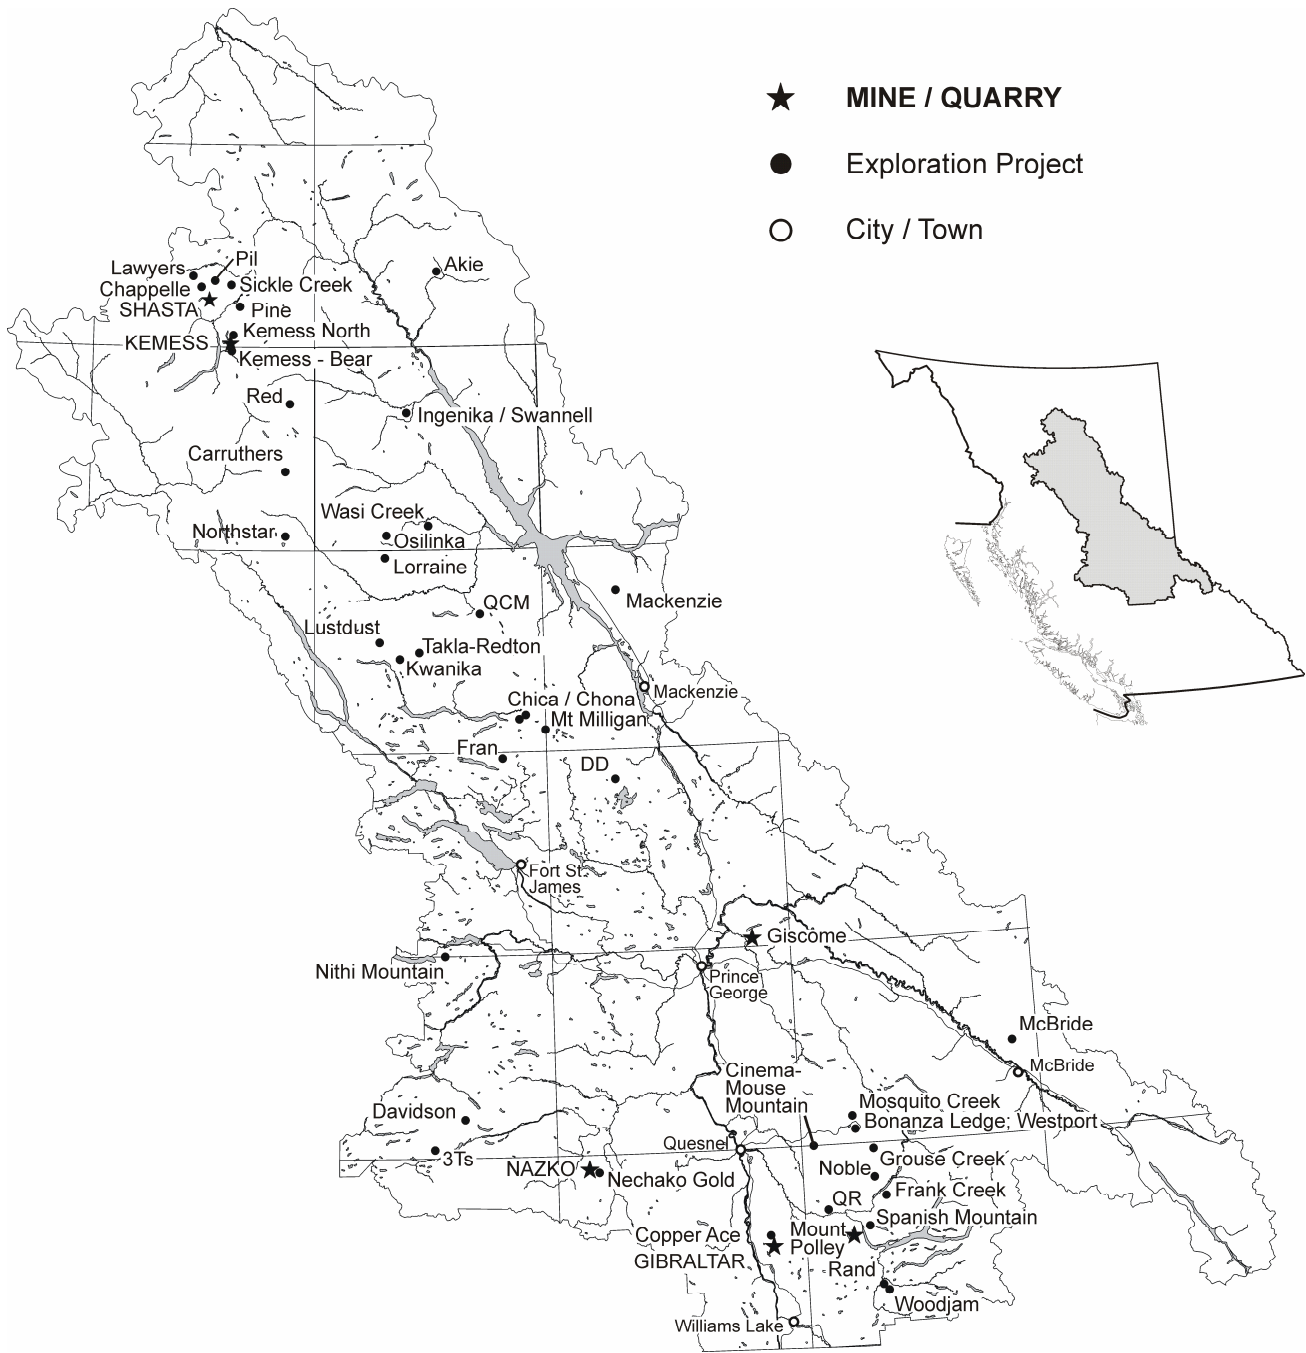 MINE / QUARRY
Exploration Project
City / Town
Pil
Lawyers
Akie
Chappelle
Sickle Creek
SHASTA
Pine
Kemess North
KEMESS
Kemess - Bear
Red
Ingenika / Swannell
Carruthers
Wasi Creek
Northstar
Osilinka
Lorraine
QCM
Mackenzie
Lustdust
Takla-Redton
Kwanika
Mackenzie
Chica / Chona
Mt Milligan
Fran
DD
Fort St.
James
Giscome
Nithi Mountain
Prince
George
McBride
McBride
Cinema-
Mouse
Mountain
Mosquito Creek
Davidson
Bonanza Ledge; Westport
Quesnel
3Ts
Grouse Creek
NAZKO
Noble
Nechako Gold
Frank Creek
QR
Spanish Mountain
Copper Ace
Mount
Polley
GIBRALTAR
Rand
Woodjam
Williams Lake